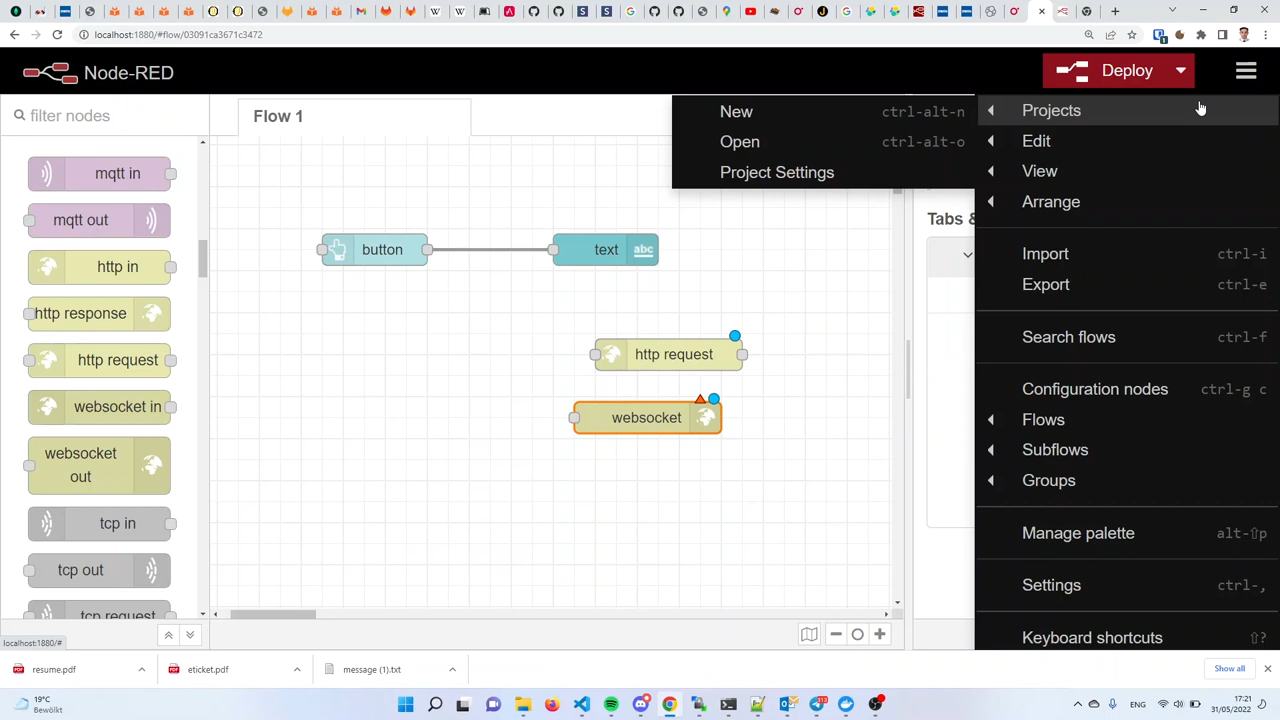 localhost:1880/#flow/03091ca3671c3472
Node-RED
Deploy
filter nodes
Flow 1
mqtt in
mqtt out
http in
http response
http request
websocket in
websocket
out
tcp in
tcp out
tcp request
button
text
abc
http request
websocket
Tabs &
New ctrl-alt-n
Open ctrl-alt-o
Project Settings
Projects
Edit
View
Arrange
Import ctrl-i
Export ctrl-e
Search flows ctrl-f
Configuration nodes ctrl-g c
Flows
Subflows
Groups
Manage palette alt-⇧p
Settings ctrl-,
Keyboard shortcuts ⇧?
localhost:1880/#
resume.pdf
eticket.pdf
message (1).txt
Show all
19°C
Bewölkt
ENG
17:21
31/05/2022